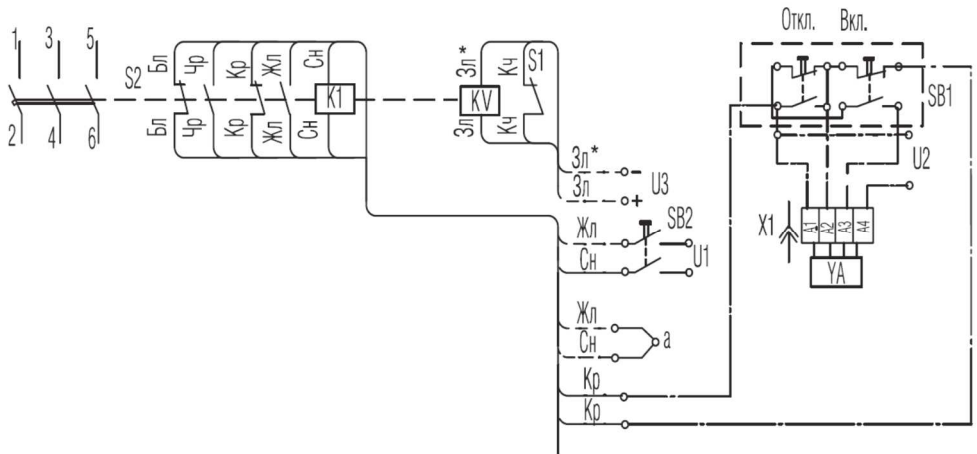 Откл. Вкл.
1 3 5
S2
Бл Чр Кр Жл Сн
K1
Зл* Кч S1
KV
SB1
2 4 6
Бл Чр Кр Жл Сн
Зл Кч
U2
Зл* -
Зл + U3
X1
A1 A2 A3 A4
YA
SB2
Жл
Сн
U1
Жл
Сн
a
Кр
Кр